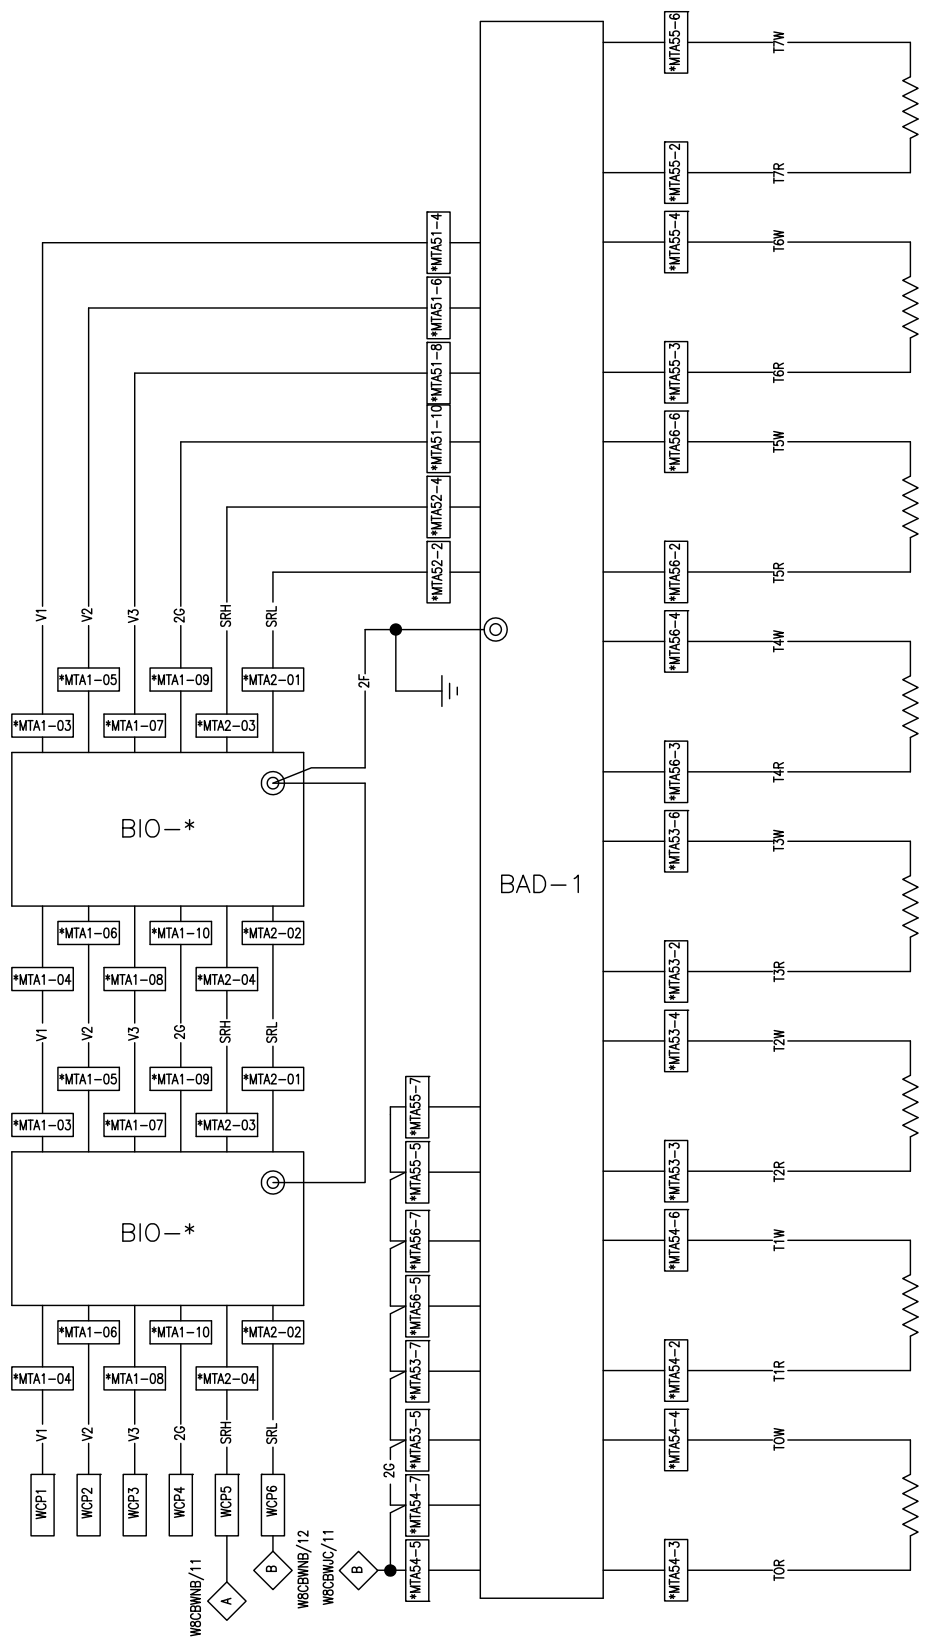 *MTA55-6
T7W
*MTA55-2
T7R
*MTA51-4
*MTA55-4
T6W
*MTA51-6
*MTA51-8
*MTA55-3
T6R
*MTA51-10
*MTA56-6
T5W
*MTA52-4
*MTA52-2
*MTA56-2
T5R
V1
V2
V3
2G
SRH
SRL
*MTA56-4
T4W
*MTA1-05
*MTA1-09
*MTA2-01
2F
*MTA1-03
*MTA1-07
*MTA2-03
*MTA56-3
T4R
BIO-*
*MTA53-6
T3W
BAD-1
*MTA1-06
*MTA1-10
*MTA2-02
*MTA1-04
*MTA1-08
*MTA2-04
*MTA53-2
T3R
V1
V2
V3
2G
SRH
SRL
*MTA53-4
T2W
*MTA1-05
*MTA1-09
*MTA2-01
*MTA55-7
*MTA1-03
*MTA1-07
*MTA2-03
*MTA55-5
*MTA53-3
T2R
BIO-*
*MTA56-7
*MTA54-6
T1W
*MTA56-5
*MTA1-06
*MTA1-10
*MTA2-02
*MTA1-04
*MTA1-08
*MTA2-04
*MTA53-7
*MTA54-2
T1R
V1
V2
V3
2G
SRH
SRL
*MTA53-5
*MTA54-4
T0W
2G
WCP1
WCP2
WCP3
WCP4
WCP5
WCP6
*MTA54-7
B
B
*MTA54-5
*MTA54-3
T0R
A
W8CBWNB/11
W8CBWNB/12
W8CBWJC/11